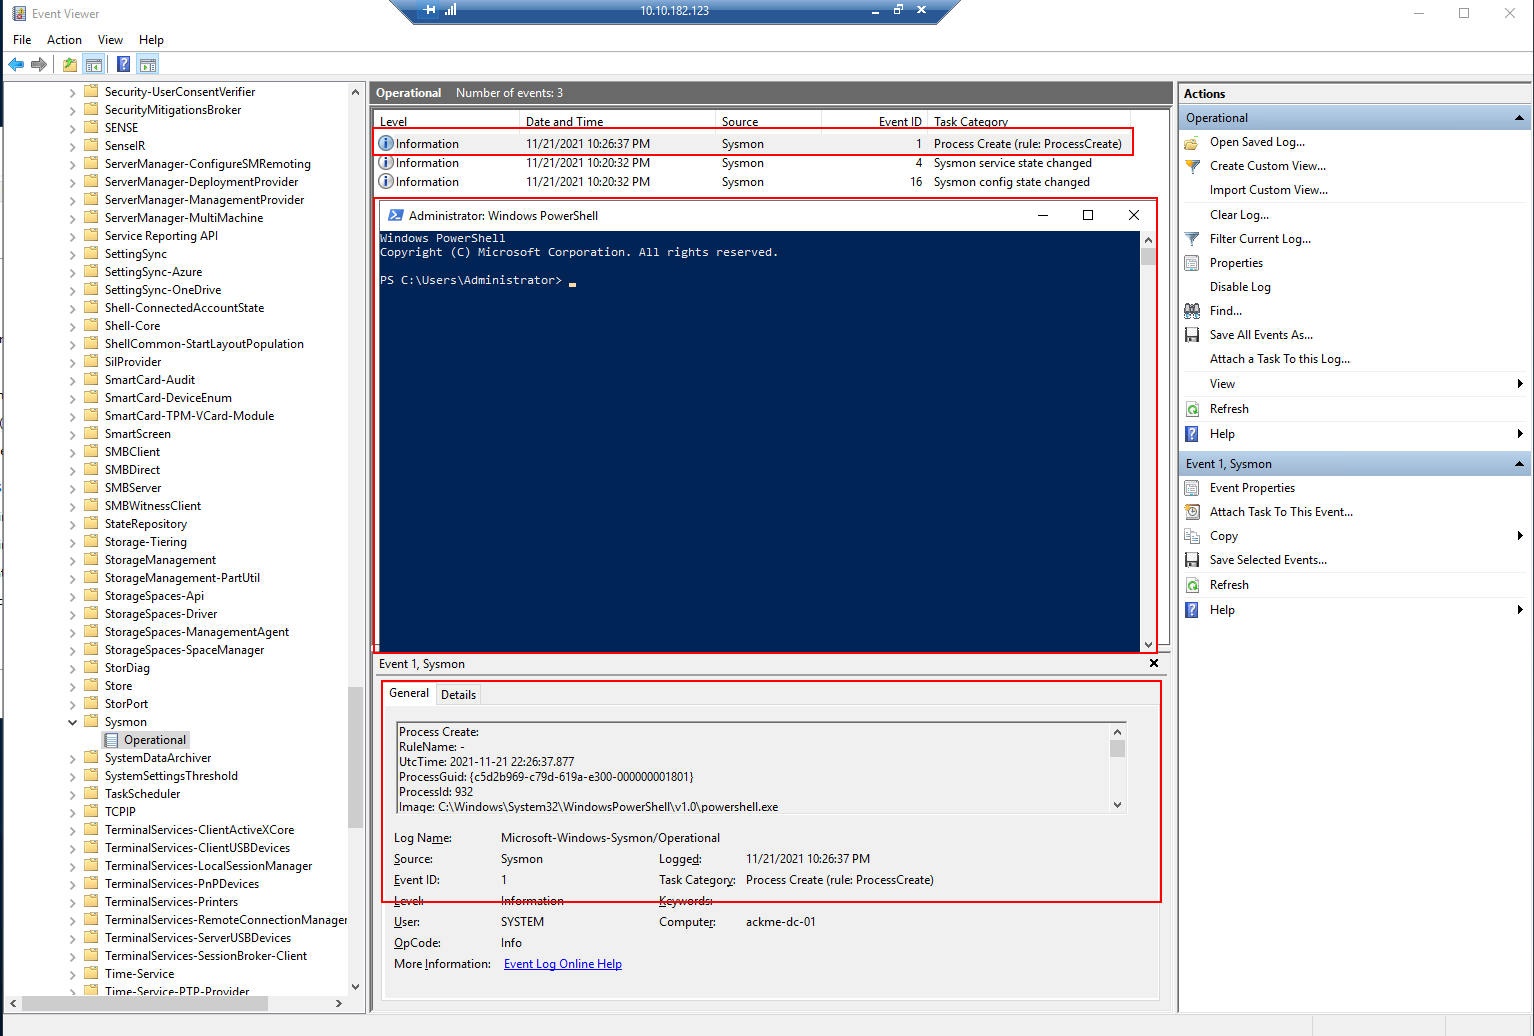 Event Viewer
10.10.182.123
File Action View Help
Security-UserConsentVerifier
SecurityMitigationsBroker
SENSE
SenseIR
ServerManager-ConfigureSMRemoting
ServerManager-DeploymentProvider
ServerManager-ManagementProvider
ServerManager-MultiMachine
Service Reporting API
SettingSync
SettingSync-Azure
SettingSync-OneDrive
Shell-ConnectedAccountState
Shell-Core
ShellCommon-StartLayoutPopulation
SilProvider
SmartCard-Audit
SmartCard-DeviceEnum
SmartCard-TPM-VCard-Module
SmartScreen
SMBClient
SMBDirect
SMBServer
SMBWitnessClient
StateRepository
Storage-Tiering
StorageManagement
StorageManagement-PartUtil
StorageSpaces-Api
StorageSpaces-Driver
StorageSpaces-ManagementAgent
StorageSpaces-SpaceManager
StorDiag
Store
StorPort
Sysmon
Operational
SystemDataArchiver
SystemSettingsThreshold
TaskScheduler
TCPIP
TerminalServices-ClientActiveXCore
TerminalServices-ClientUSBDevices
TerminalServices-LocalSessionManager
TerminalServices-PnPDevices
TerminalServices-Printers
TerminalServices-RemoteConnectionManager
TerminalServices-ServerUSBDevices
TerminalServices-SessionBroker-Client
Time-Service
Time-Service-PTP-Provider
Operational Number of events: 3
Level Date and Time Source Event ID Task Category
Information 11/21/2021 10:26:37 PM Sysmon 1 Process Create (rule: ProcessCreate)
Information 11/21/2021 10:20:32 PM Sysmon 4 Sysmon service state changed
Information 11/21/2021 10:20:32 PM Sysmon 16 Sysmon config state changed
Administrator: Windows PowerShell
Windows PowerShell
Copyright (C) Microsoft Corporation. All rights reserved.
PS C:\Users\Administrator>
Event 1, Sysmon
General Details
Process Create:
RuleName: -
UtcTime: 2021-11-21 22:26:37.877
ProcessGuid: {c5d2b969-c79d-619a-e300-000000001801}
ProcessId: 932
Image: C:\Windows\System32\WindowsPowerShell\v1.0\powershell.exe
Log Name: Microsoft-Windows-Sysmon/Operational
Source: Sysmon Logged: 11/21/2021 10:26:37 PM
Event ID: 1 Task Category: Process Create (rule: ProcessCreate)
Level: Information Keywords:
User: SYSTEM Computer: ackme-dc-01
OpCode: Info
More Information: Event Log Online Help
Actions
Operational
Open Saved Log...
Create Custom View...
Import Custom View...
Clear Log...
Filter Current Log...
Properties
Disable Log
Find...
Save All Events As...
Attach a Task To this Log...
View
Refresh
Help
Event 1, Sysmon
Event Properties
Attach Task To This Event...
Copy
Save Selected Events...
Refresh
Help